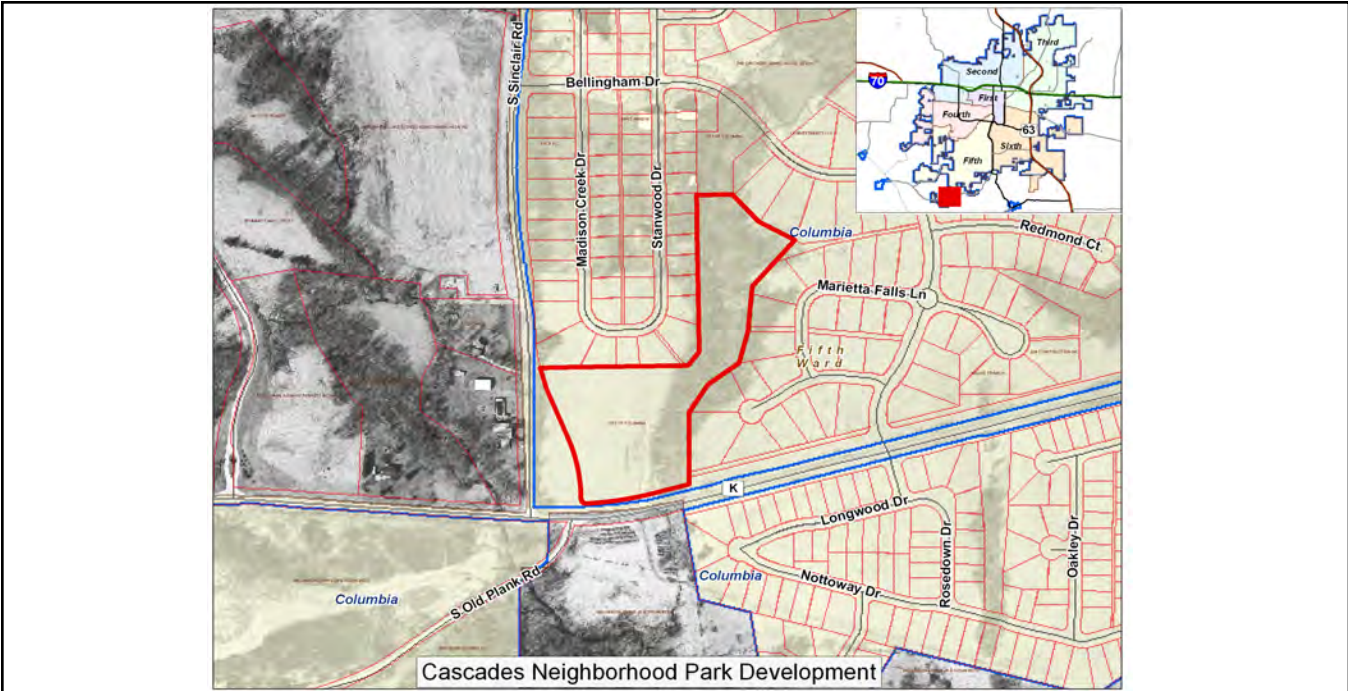 S Sinclair Rd
Bellingham Dr
Madison Creek Dr
Stanwood Dr
Third
Second
70
First
Fourth
63
Sixth
Fifth
Columbia
Redmond Ct
Marietta Falls Ln
Fifth
Ward
K
Longwood Dr
Rosedown Dr
Oakley Dr
Nottoway Dr
Columbia
S Old Plank Rd
Columbia
Cascades Neighborhood Park Development